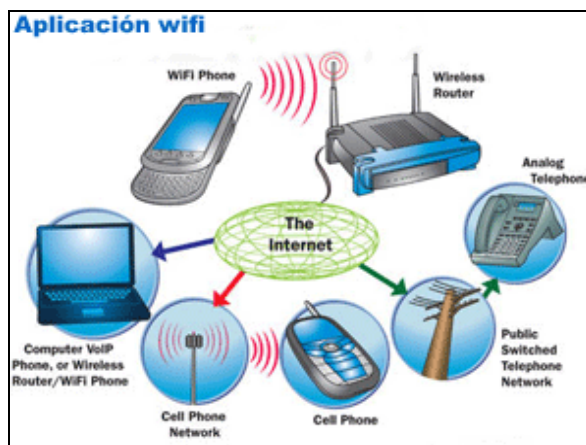 Aplicación wifi
WiFi Phone
Wireless
Router
Analog
Telephone
The
Internet
Computer VoIP
Phone, or Wireless
Router/WiFi Phone
Cell Phone
Network
Cell Phone
Public
Switched
Telephone
Network